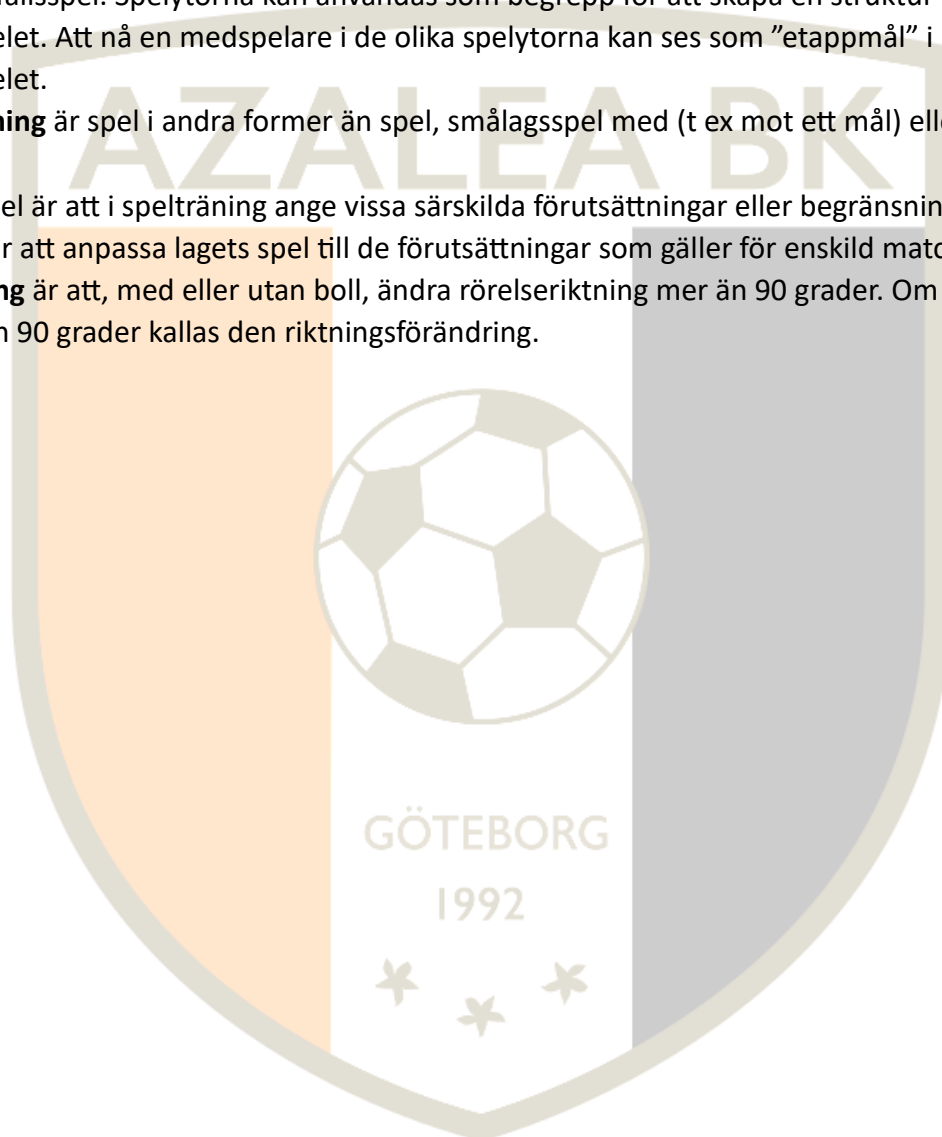 anfallsspel. Spelytorna kan användas som begrepp för att skapa en struktur
elet. Att nå en medspelare i de olika spelytorna kan ses som ”etappmål” i
elet.
ning är spel i andra former än spel, smålagsspel med (t ex mot ett mål) elle
el är att i spelträning ange vissa särskilda förutsättningar eller begränsnin
r att anpassa lagets spel till de förutsättningar som gäller för enskild matc
ng är att, med eller utan boll, ändra rörelseriktning mer än 90 grader. Om
n 90 grader kallas den riktningsförändring.
AZALEA BK
GÖTEBORG
1992